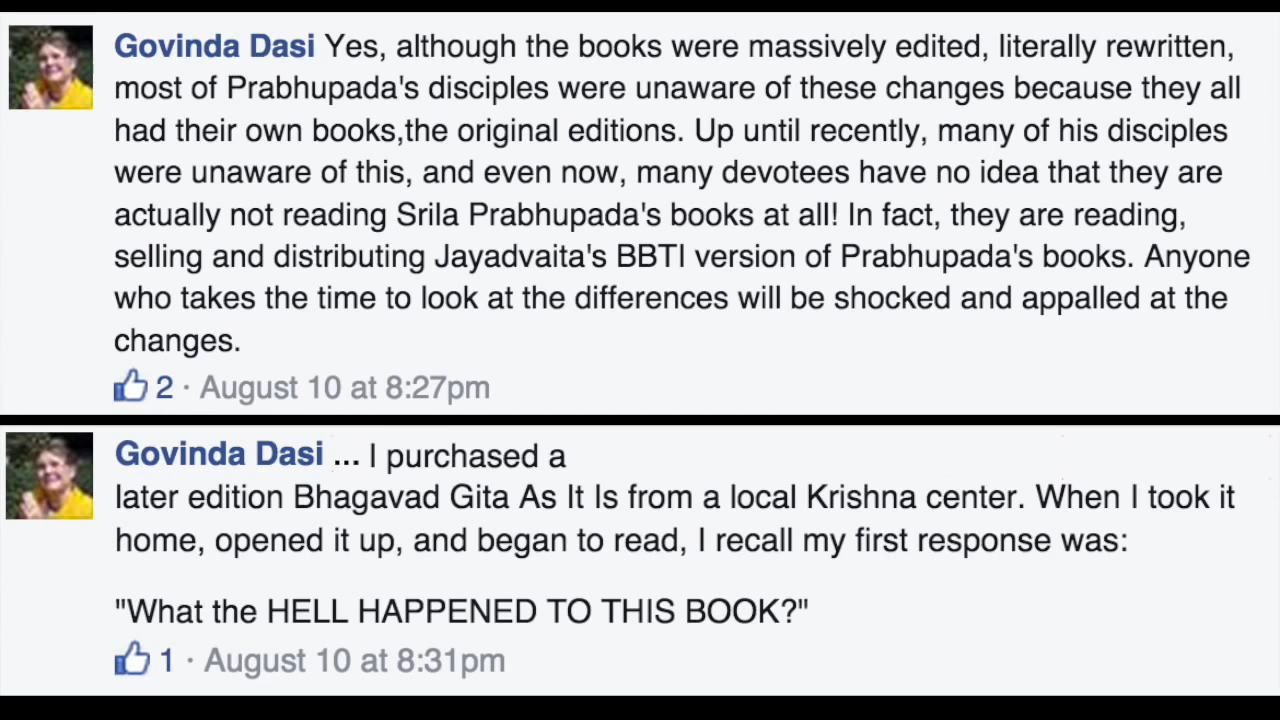 Govinda Dasi Yes, although the books were massively edited, literally rewritten,
most of Prabhupada's disciples were unaware of these changes because they all
had their own books,the original editions. Up until recently, many of his disciples
were unaware of this, and even now, many devotees have no idea that they are
actually not reading Srila Prabhupada's books at all! In fact, they are reading,
selling and distributing Jayadvaita's BBTI version of Prabhupada's books. Anyone
who takes the time to look at the differences will be shocked and appalled at the
changes.
2 · August 10 at 8:27pm
Govinda Dasi ... I purchased a
later edition Bhagavad Gita As It Is from a local Krishna center. When I took it
home, opened it up, and began to read, I recall my first response was:
"What the HELL HAPPENED TO THIS BOOK?"
1 · August 10 at 8:31pm